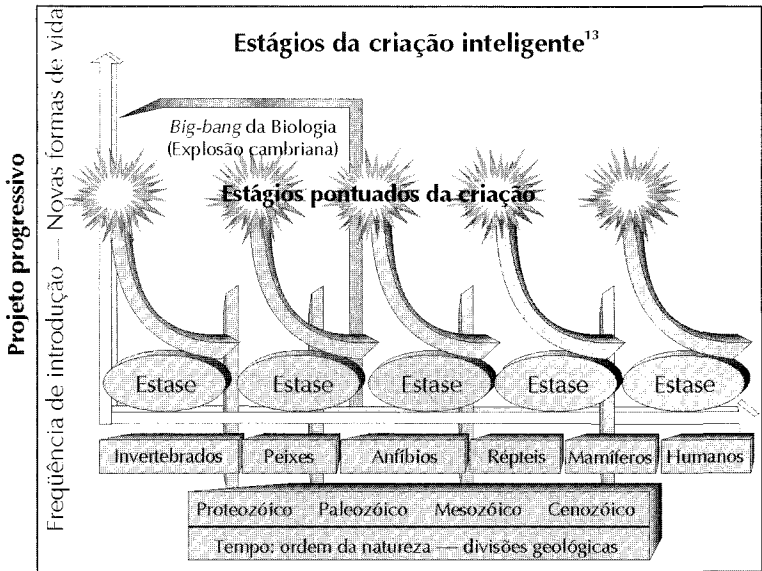 Estágios da criação inteligente13
Projeto progressivo
Freqüência de introdução — Novas formas de vida
Big-bang da Biologia
(Explosão cambriana)
Estágios pontuados da criação
Estase Estase Estase Estase Estase
Invertebrados Peixes Anfíbios Répteis Mamíferos Humanos
Proteozóico Paleozóico Mesozóico Cenozóico
Tempo: ordem da natureza — divisões geológicas